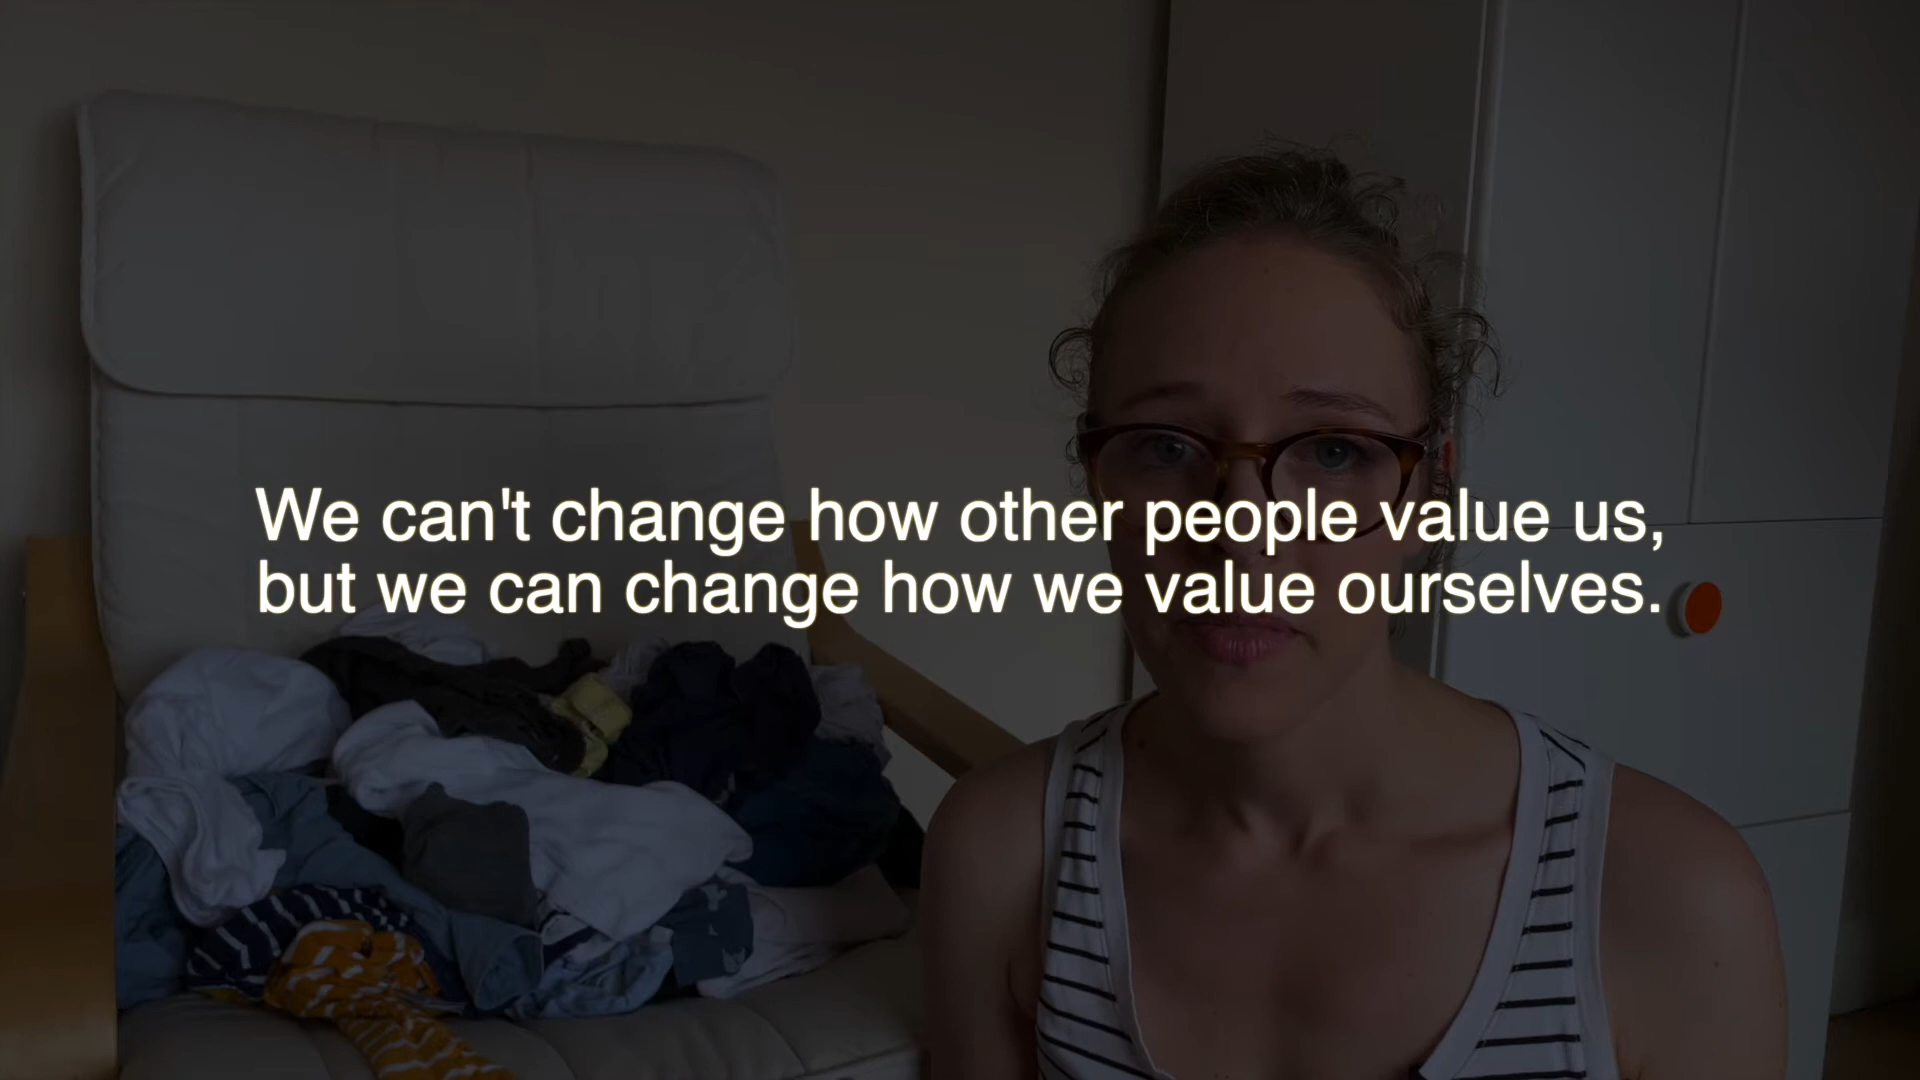 We can't change how other people value us,
but we can change how we value ourselves.